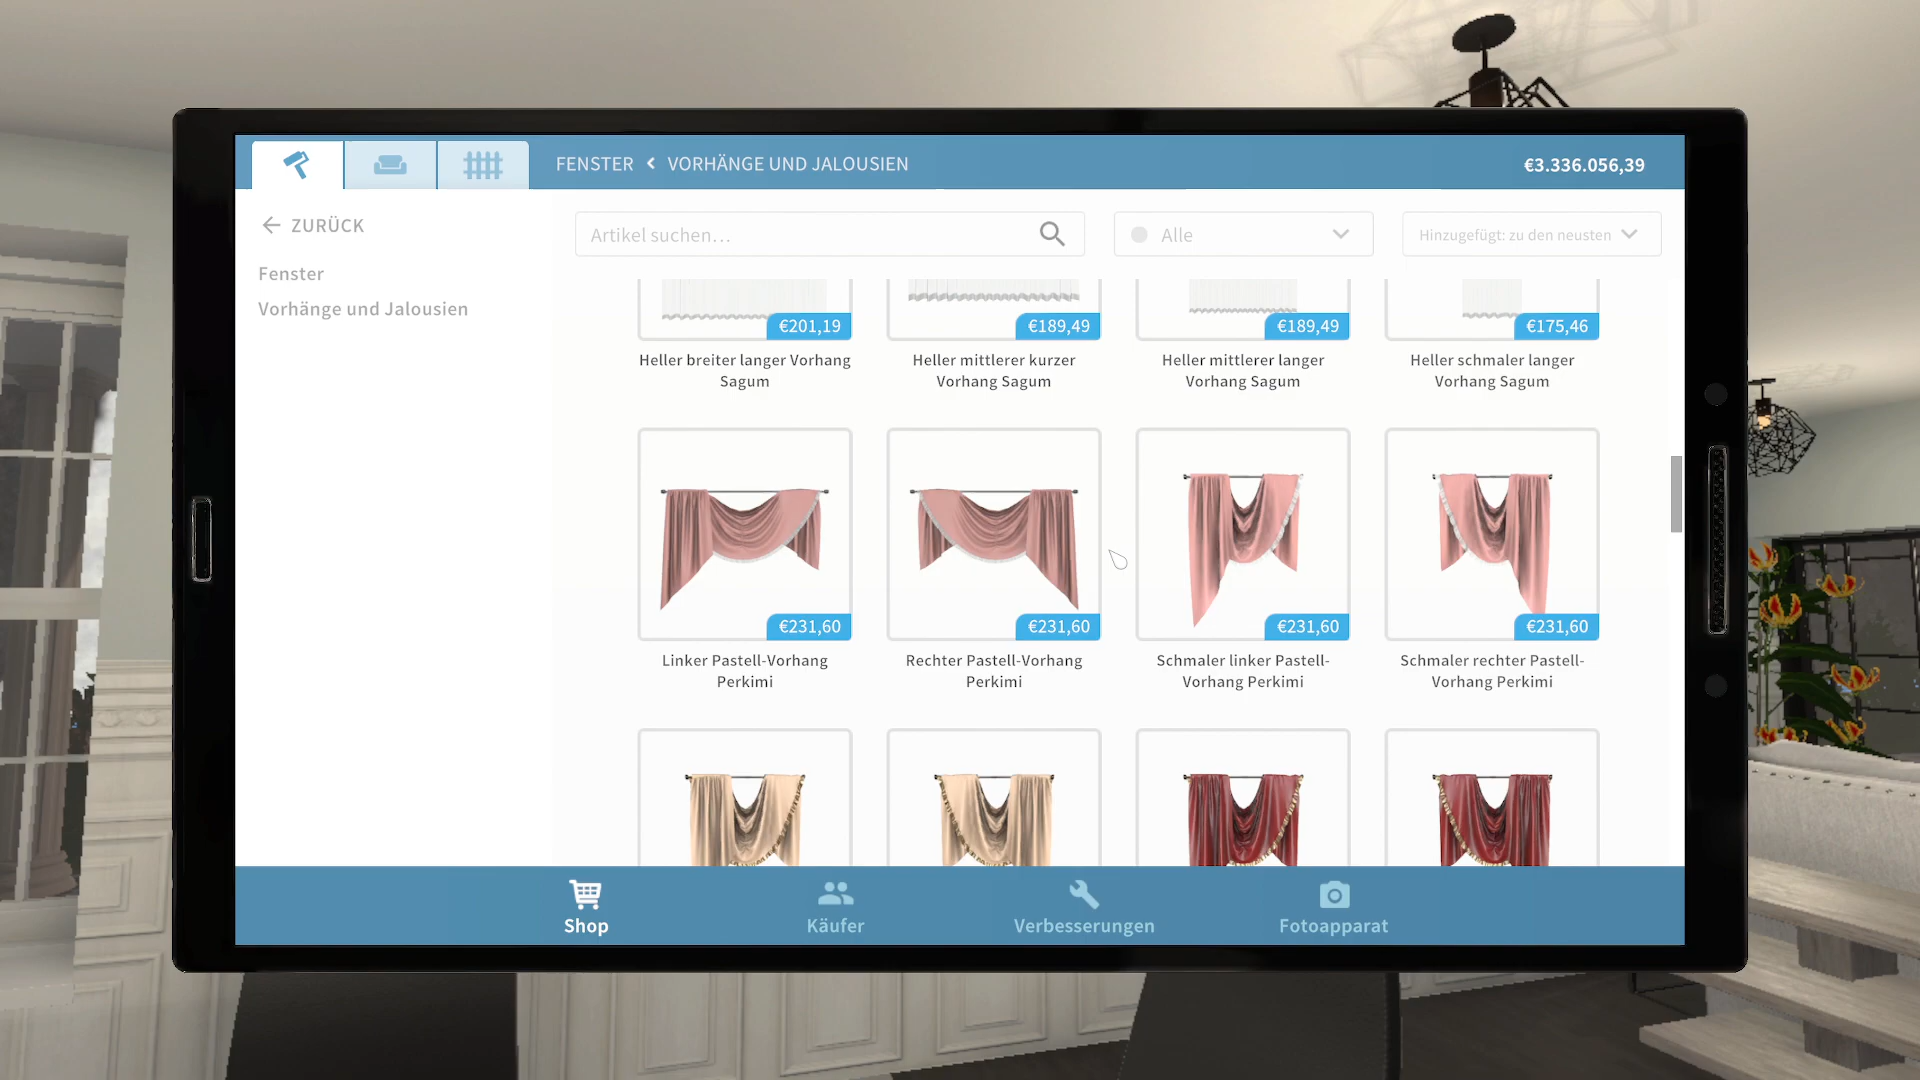 FENSTER < VORHÄNGE UND JALOUSIEN
€3.336.056,39
ZURÜCK
Fenster
Vorhänge und Jalousien
Artikel suchen...
Alle
Hinzugefügt: zu den neusten
€201,19
€189,49
€189,49
€175,46
Heller breiter langer Vorhang
Sagum
Heller mittlerer kurzer
Vorhang Sagum
Heller mittlerer langer
Vorhang Sagum
Heller schmaler langer
Vorhang Sagum
€231,60
€231,60
€231,60
€231,60
Linker Pastell-Vorhang
Perkimi
Rechter Pastell-Vorhang
Perkimi
Schmaler linker Pastell-
Vorhang Perkimi
Schmaler rechter Pastell-
Vorhang Perkimi
Shop
Käufer
Verbesserungen
Fotoapparat